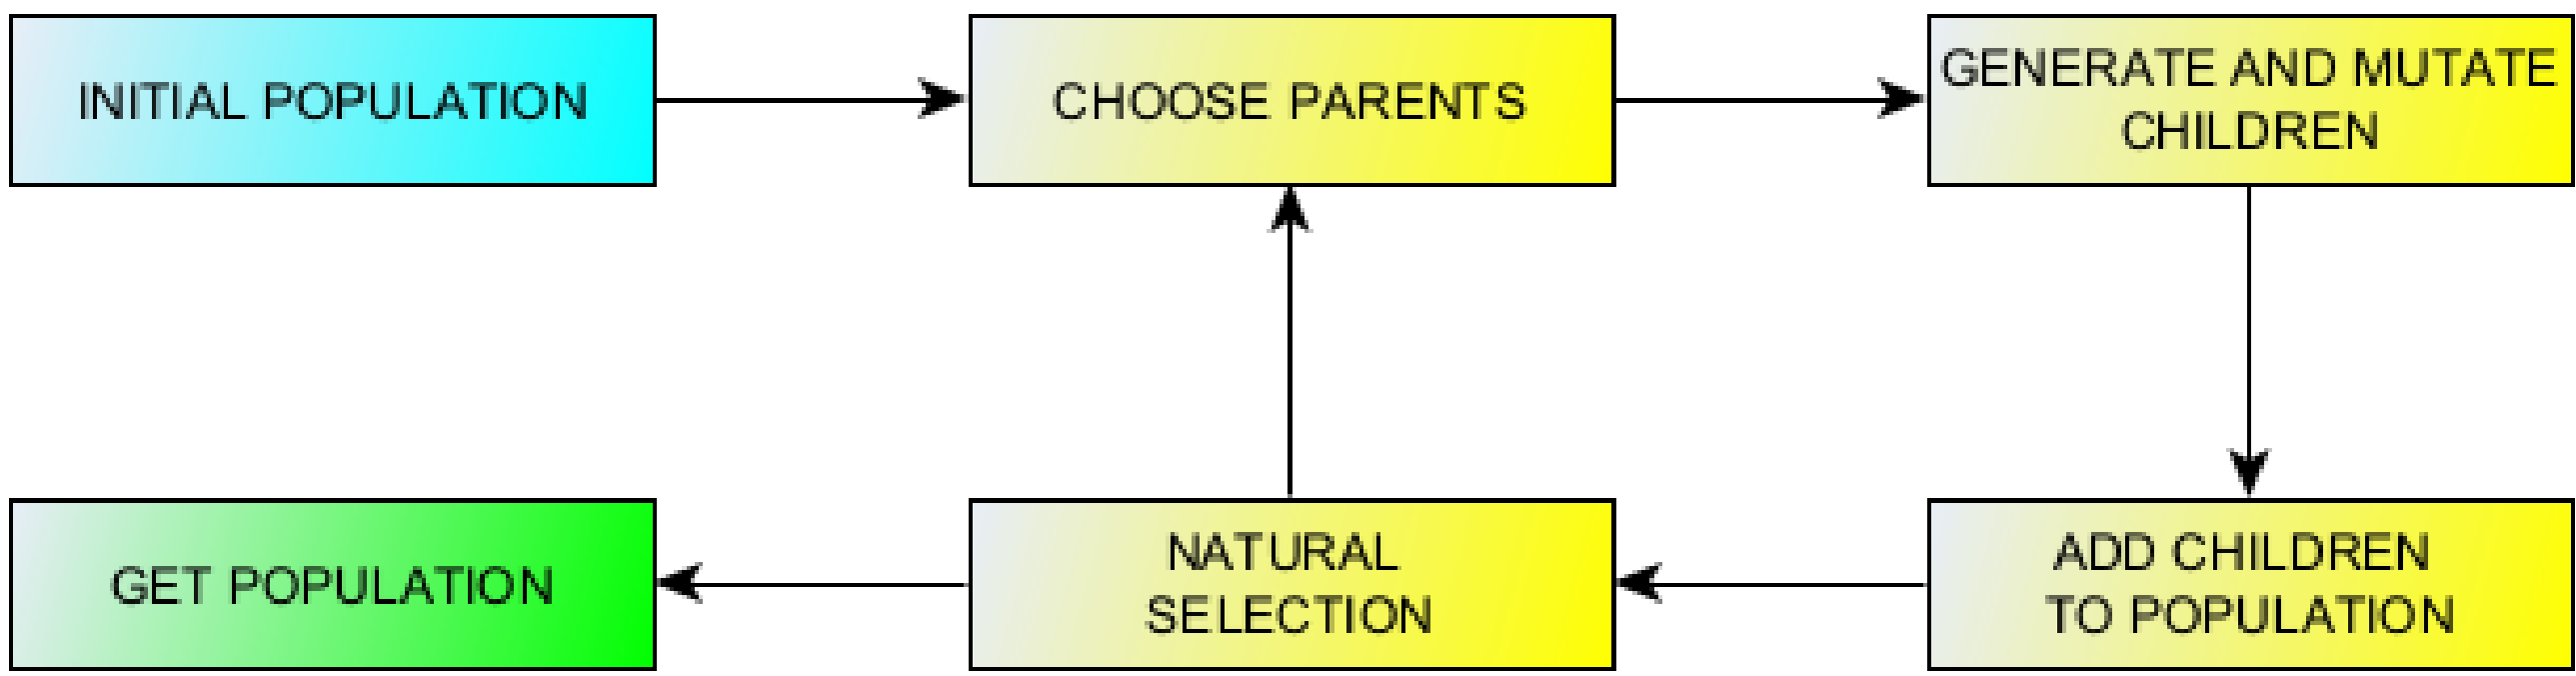 INITIAL POPULATION
CHOOSE PARENTS
GENERATE AND MUTATE
CHILDREN
GET POPULATION
NATURAL
SELECTION
ADD CHILDREN
TO POPULATION